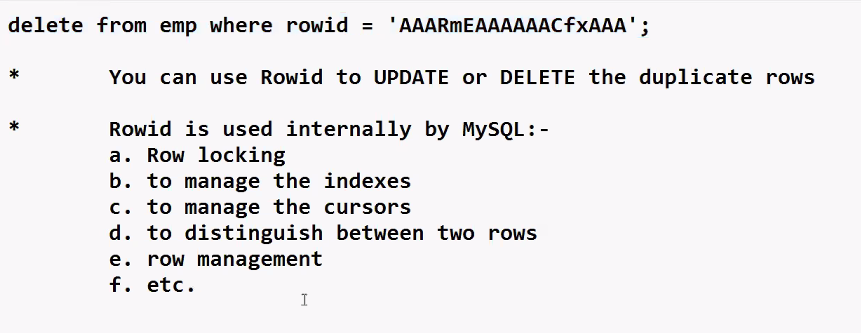 delete from emp where rowid = 'AAARmEAAAAAACfxAAA';
* You can use Rowid to UPDATE or DELETE the duplicate rows
* Rowid is used internally by MySQL:-
a. Row locking
b. to manage the indexes
c. to manage the cursors
d. to distinguish between two rows
e. row management
f. etc.